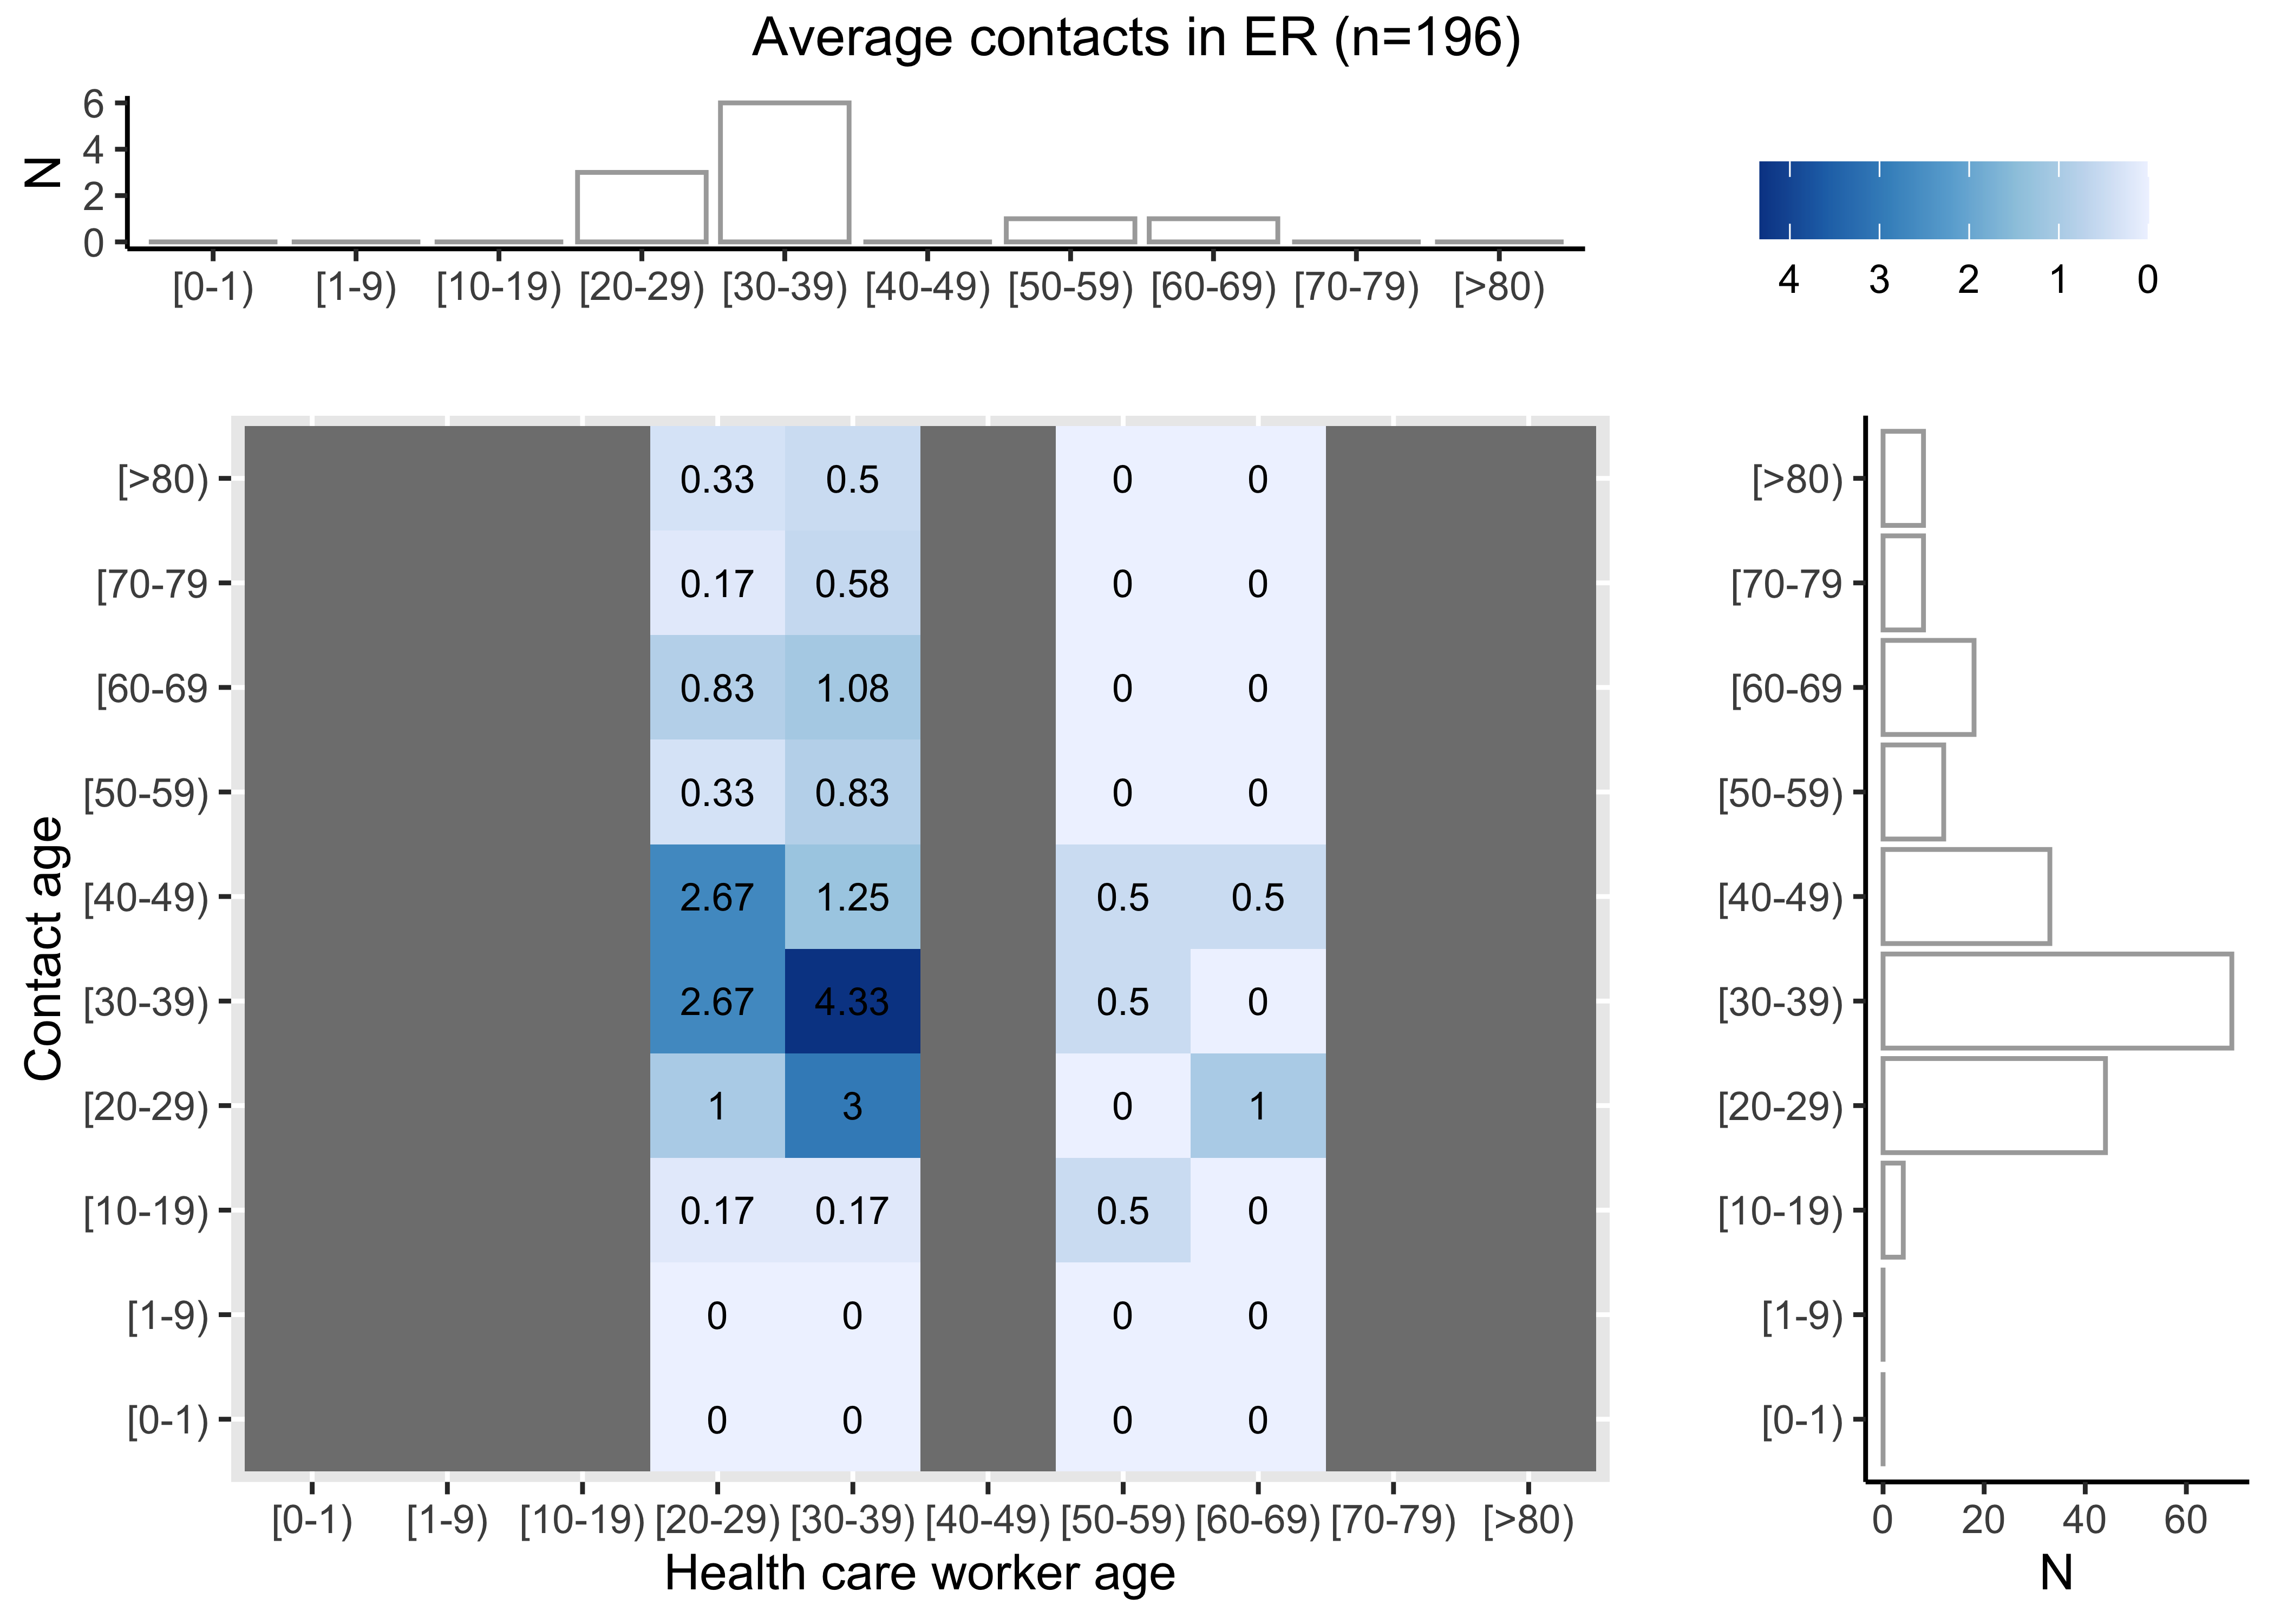 Average contacts in ER (n=196)
6
4
2
0
N
[0-1) [1-9) [10-19) [20-29) [30-39) [40-49) [50-59) [60-69) [70-79) [>80)
4 3 2 1 0
Contact age
[>80) 0.33 0.5 0 0
[70-79 0.17 0.58 0 0
[60-69 0.83 1.08 0 0
[50-59) 0.33 0.83 0 0
[40-49) 2.67 1.25 0.5 0.5
[30-39) 2.67 4.33 0.5 0
[20-29) 1 3 0 1
[10-19) 0.17 0.17 0.5 0
[1-9) 0 0 0 0
[0-1) 0 0 0 0
[0-1) [1-9) [10-19) [20-29) [30-39) [40-49) [50-59) [60-69) [70-79) [>80)
Health care worker age
[>80)
[70-79
[60-69
[50-59)
[40-49)
[30-39)
[20-29)
[10-19)
[1-9)
[0-1)
0 20 40 60
N